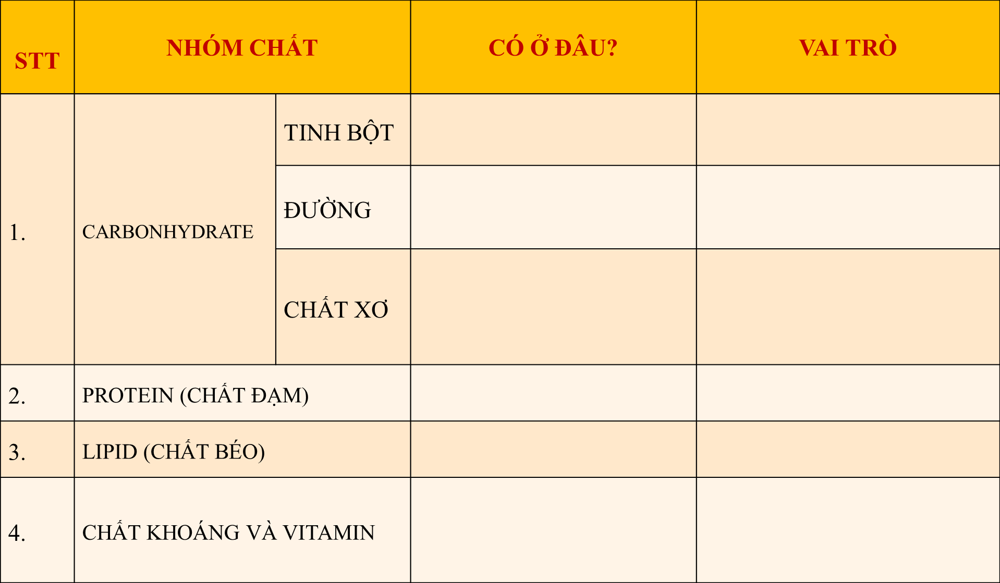 STT
NHÓM CHẤT
CÓ Ở ĐÂU?
VAI TRÒ
1.
CARBONHYDRATE
TINH BỘT
ĐƯỜNG
CHẤT XƠ
2.
PROTEIN (CHẤT ĐẠM)
3.
LIPID (CHẤT BÉO)
4.
CHẤT KHOÁNG VÀ VITAMIN